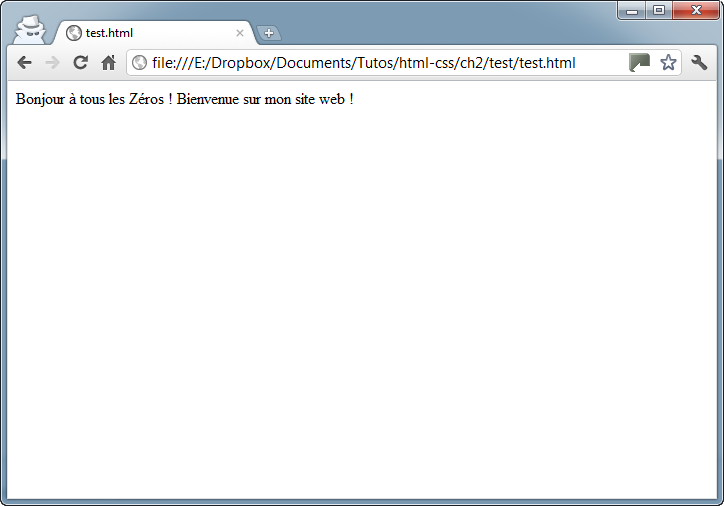 test.html
file:///E:/Dropbox/Documents/Tutos/html-css/ch2/test/test.html
Bonjour à tous les Zéros ! Bienvenue sur mon site web !